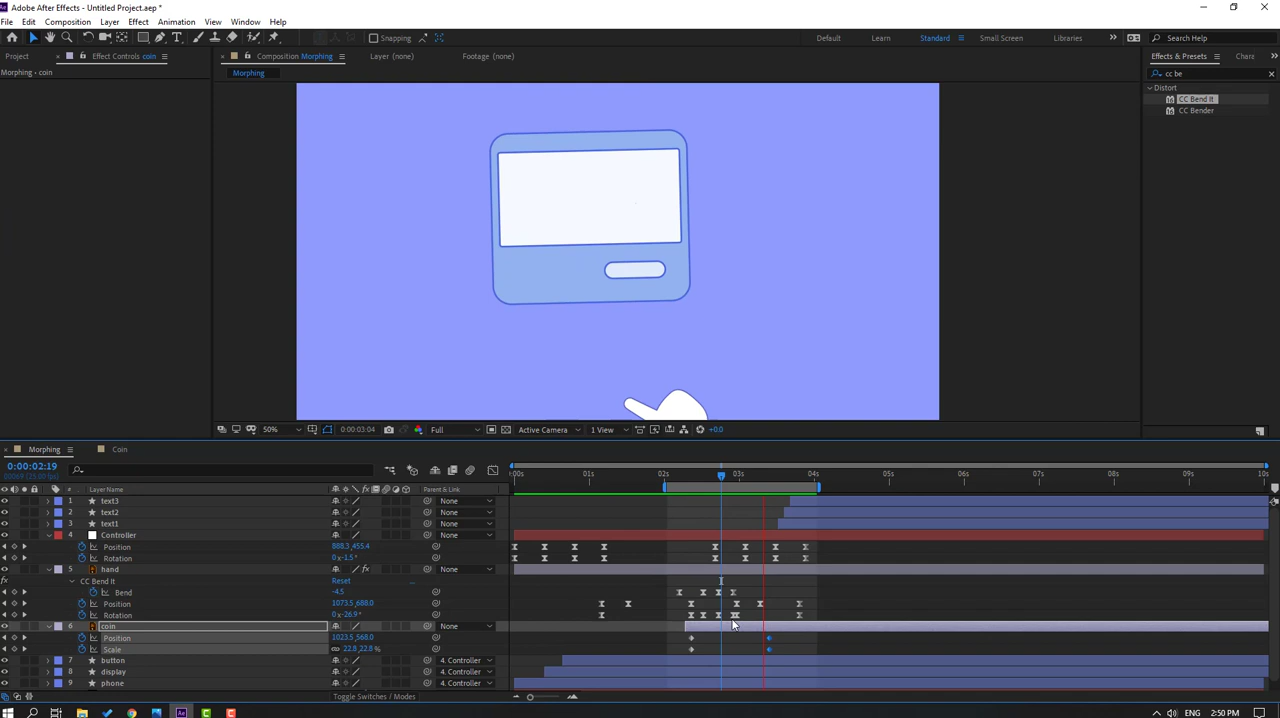 Adobe After Effects - Untitled Project.aep *
File Edit Composition Layer Effect Animation View Window Help
Snapping Default Learn Standard Small Screen Libraries Search Help
Project Effect Controls coin Composition Morphing Layer (none) Footage (none) Effects & Presets Chara
Morphing • coin Morphing cc be
Distort
CC Bend It
CC Bender
50% 0:00:03:04 Full Active Camera 1 View +0.0
Morphing Coin
0:00:02:19
# Layer Name Parent & Link
:00s 01s 02s 03s 04s 05s 06s 07s 08s 09s 10s
1 text3 None
2 text2 None
3 text1 None
4 Controller None
Position 888.3, 455.4
Rotation 0 x-1.5°
5 hand fx None
fx CC Bend It Reset ...
Bend -4.5
Position 1073.5, 688.0
Rotation 0 x-26.9°
6 coin None
Position 1023.5, 568.0
Scale 22.8, 22.8 %
7 button 4. Controller
8 display 4. Controller
9 phone 4. Controller
Toggle Switches / Modes
Ae ENG 2:50 PM